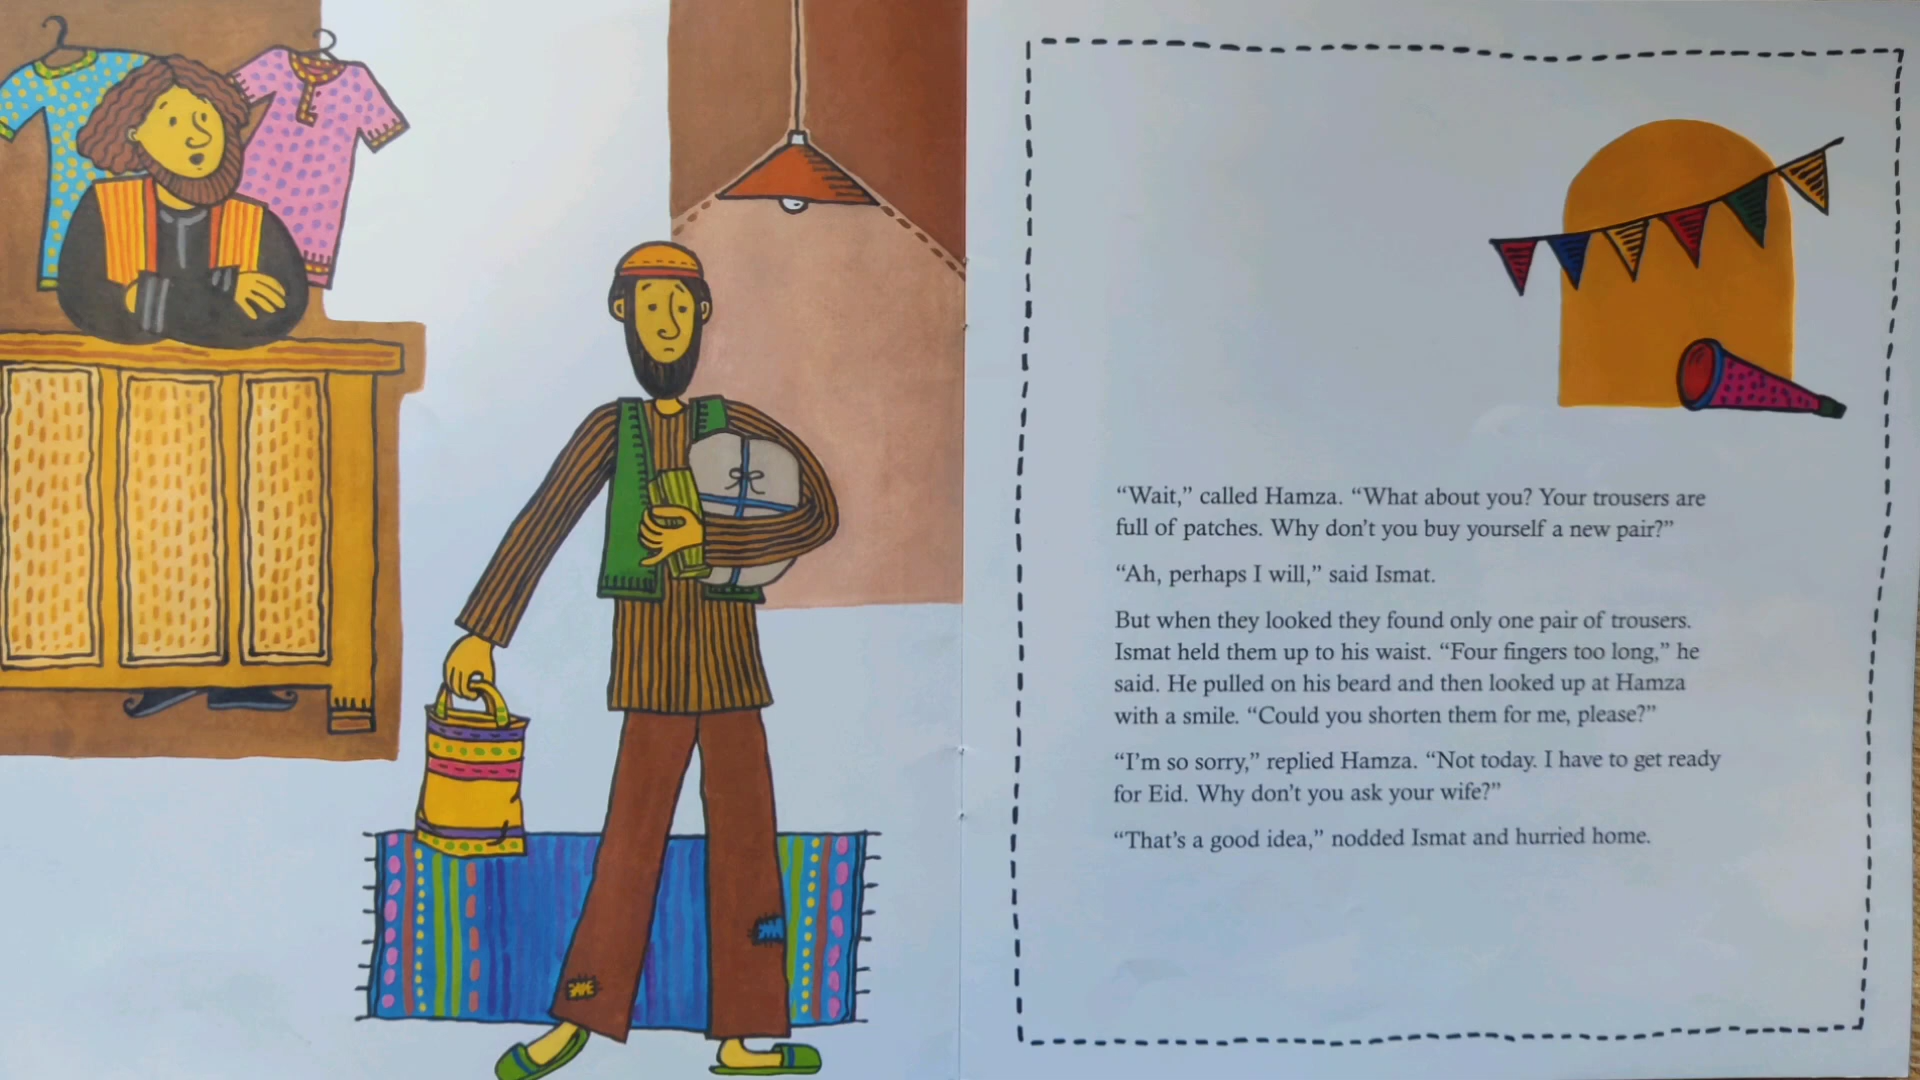 “Wait,” called Hamza. “What about you? Your trousers are
full of patches. Why don’t you buy yourself a new pair?”
“Ah, perhaps I will,” said Ismat.
But when they looked they found only one pair of trousers.
Ismat held them up to his waist. “Four fingers too long,” he
said. He pulled on his beard and then looked up at Hamza
with a smile. “Could you shorten them for me, please?”
“I’m so sorry,” replied Hamza. “Not today. I have to get ready
for Eid. Why don’t you ask your wife?”
“That’s a good idea,” nodded Ismat and hurried home.